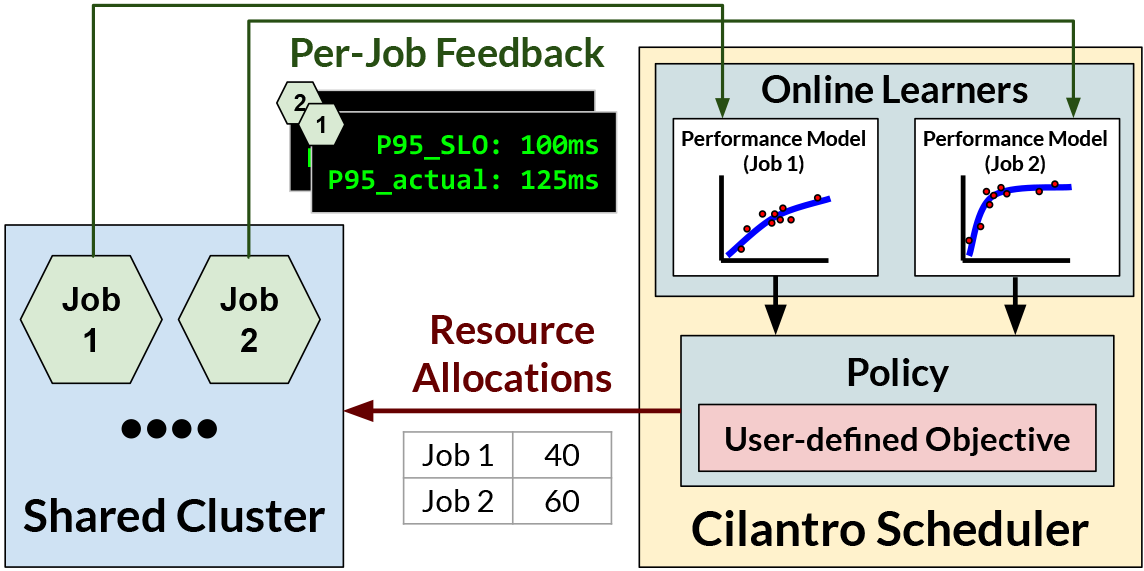 Per-Job Feedback
2
1
P95_SLO: 100ms
P95_actual: 125ms
Online Learners
Performance Model
(Job 1)
Performance Model
(Job 2)
Job
1
Job
2
Shared Cluster
Resource
Allocations
Job 1 40
Job 2 60
Policy
User-defined Objective
Cilantro Scheduler